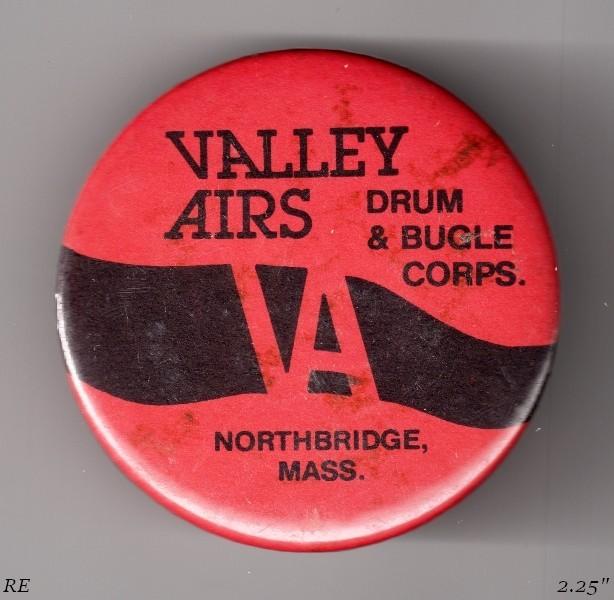 VALLEY
AIRS
DRUM
& BUGLE
CORPS.
VA
NORTHBRIDGE,
MASS.
RE
2.25"